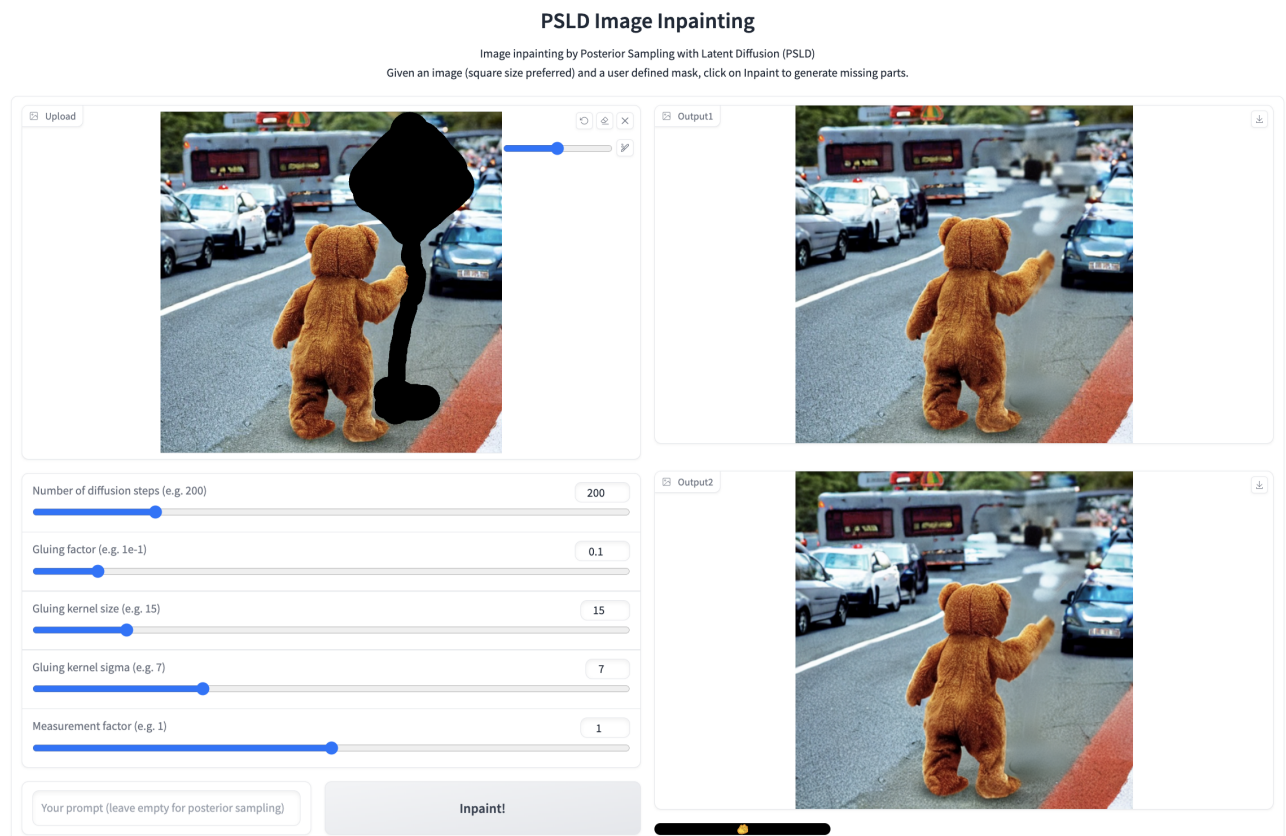 PSLD Image Inpainting
Image inpainting by Posterior Sampling with Latent Diffusion (PSLD)
Given an image (square size preferred) and a user defined mask, click on Inpaint to generate missing parts.
Upload
Output1
Number of diffusion steps (e.g. 200)
200
Gluing factor (e.g. 1e-1)
0.1
Gluing kernel size (e.g. 15)
15
Output2
Gluing kernel sigma (e.g. 7)
7
Measurement factor (e.g. 1)
1
Your prompt (leave empty for posterior sampling)
Inpaint!